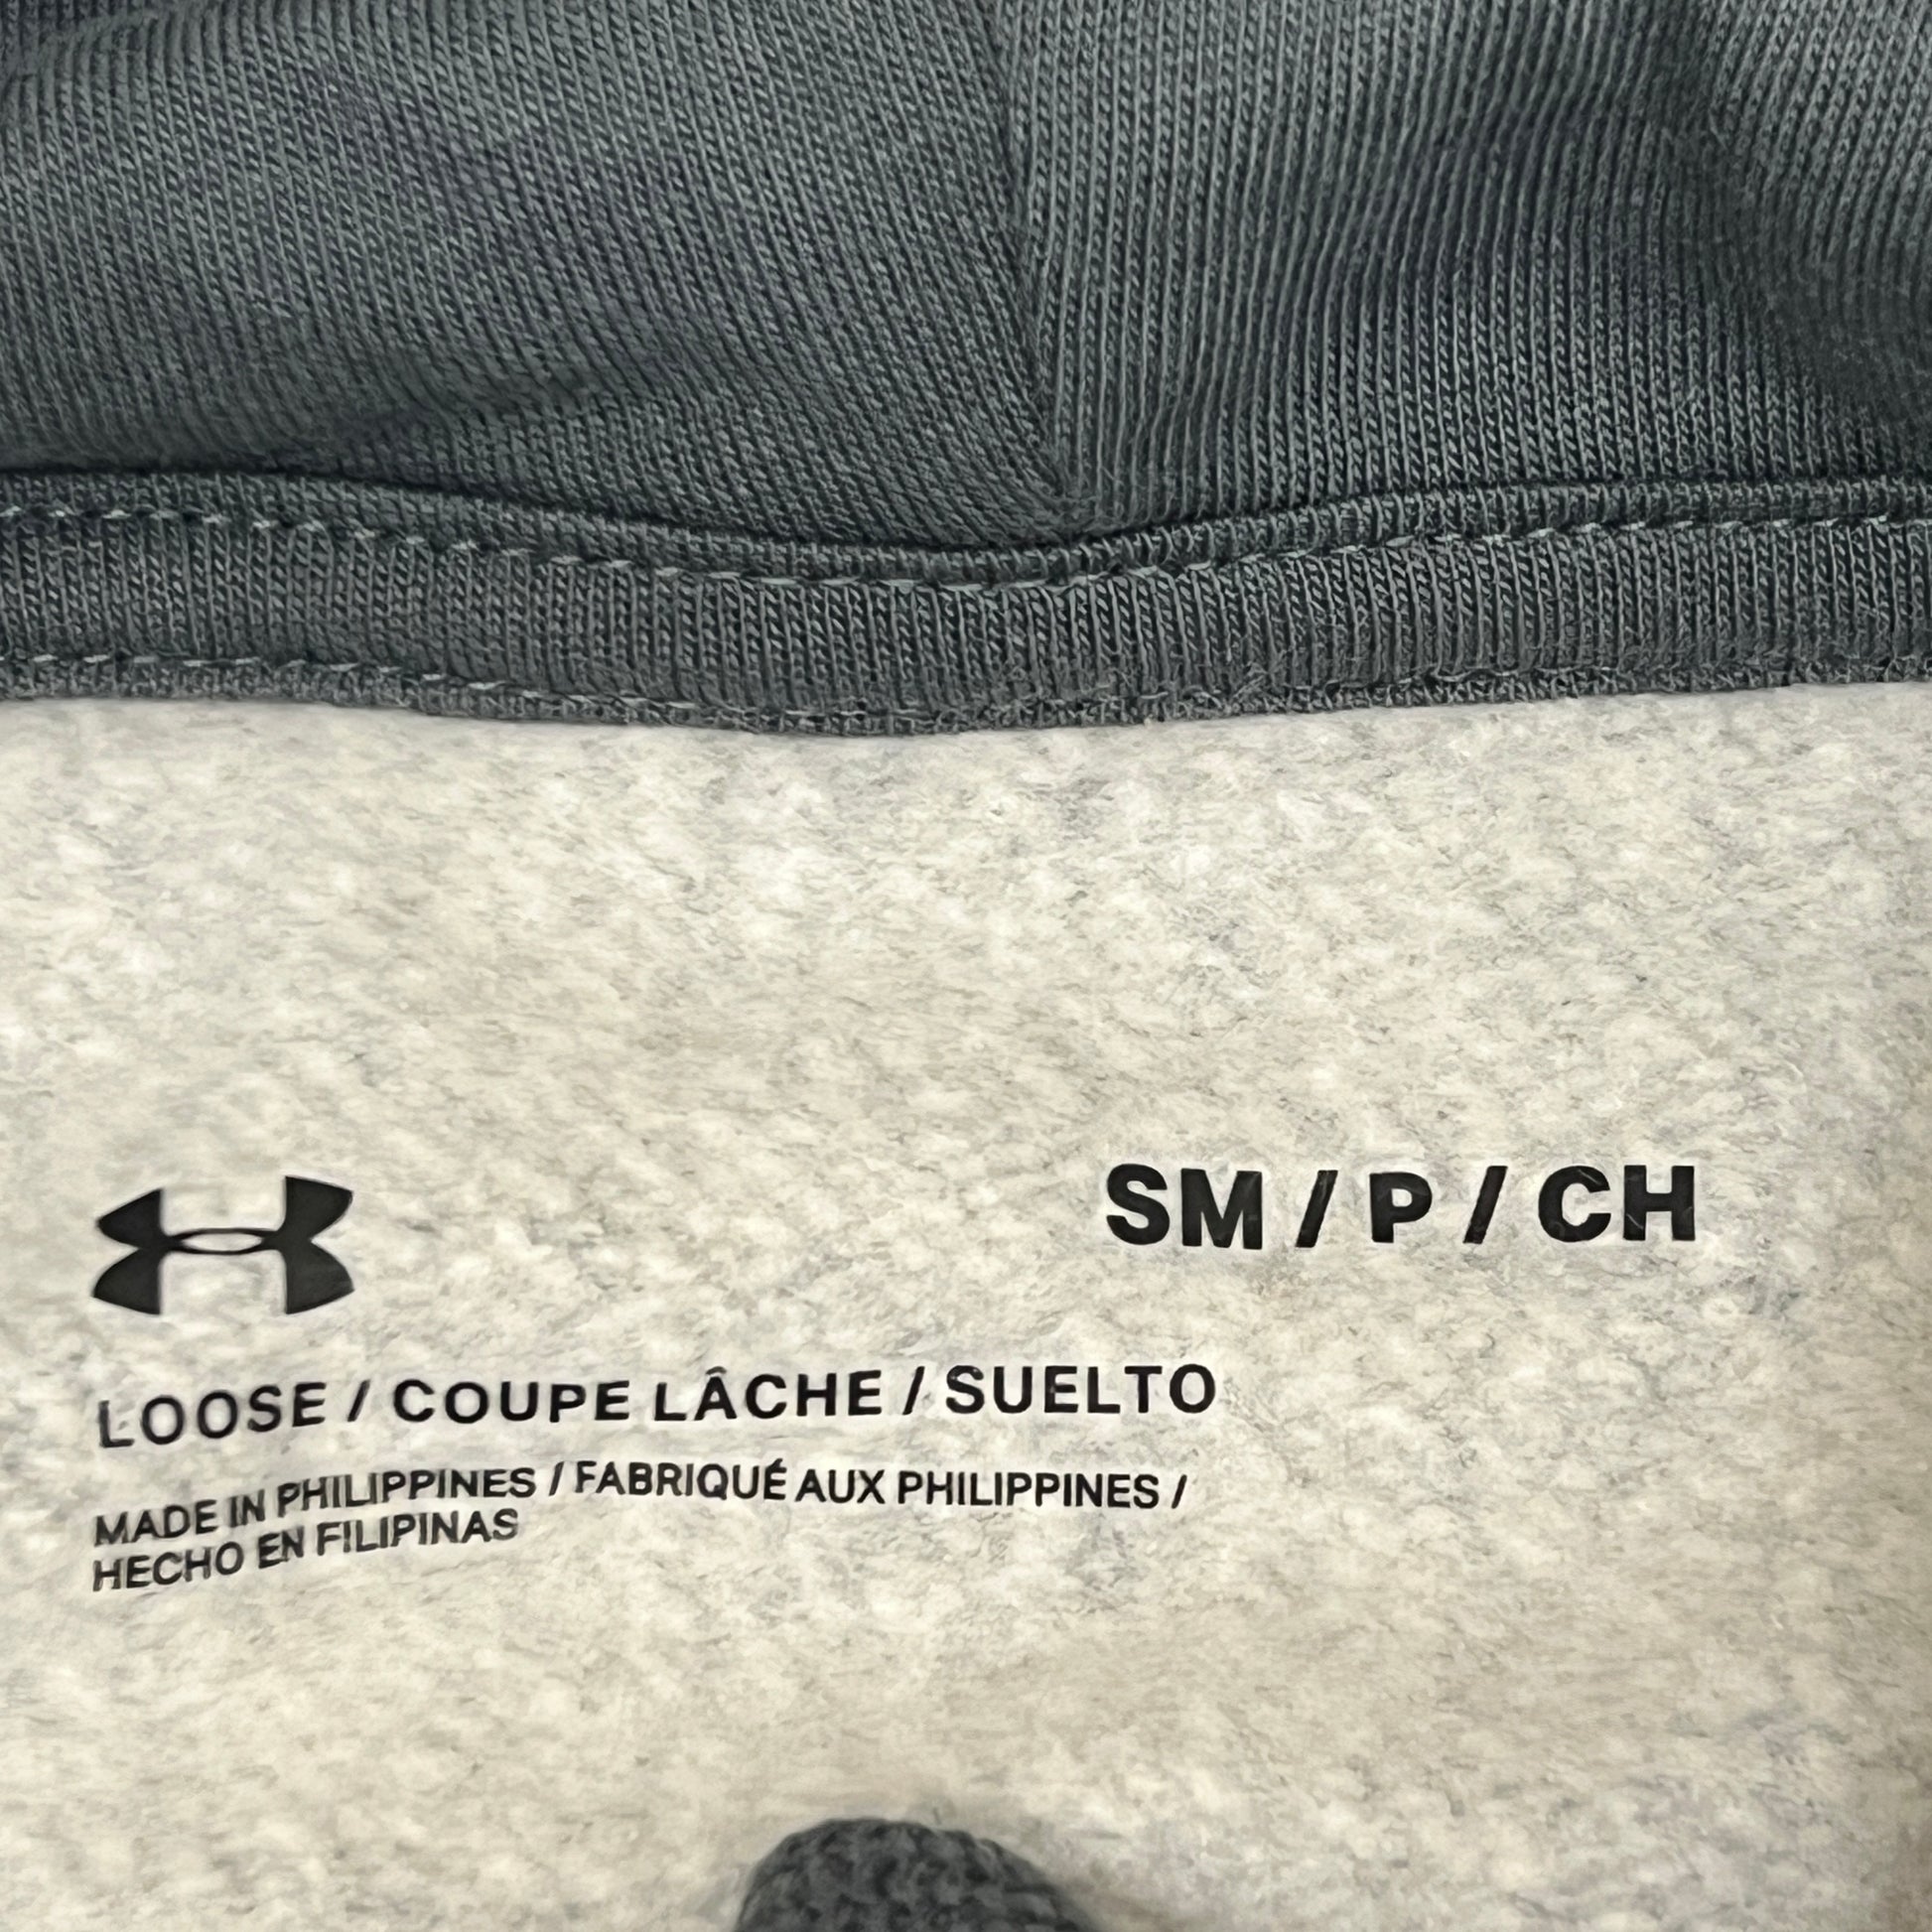 SM / P / CH
LOOSE / COUPE LÂCHE / SUELTO
MADE IN PHILIPPINES / FABRIQUÉ AUX PHILIPPINES /
HECHO EN FILIPINAS